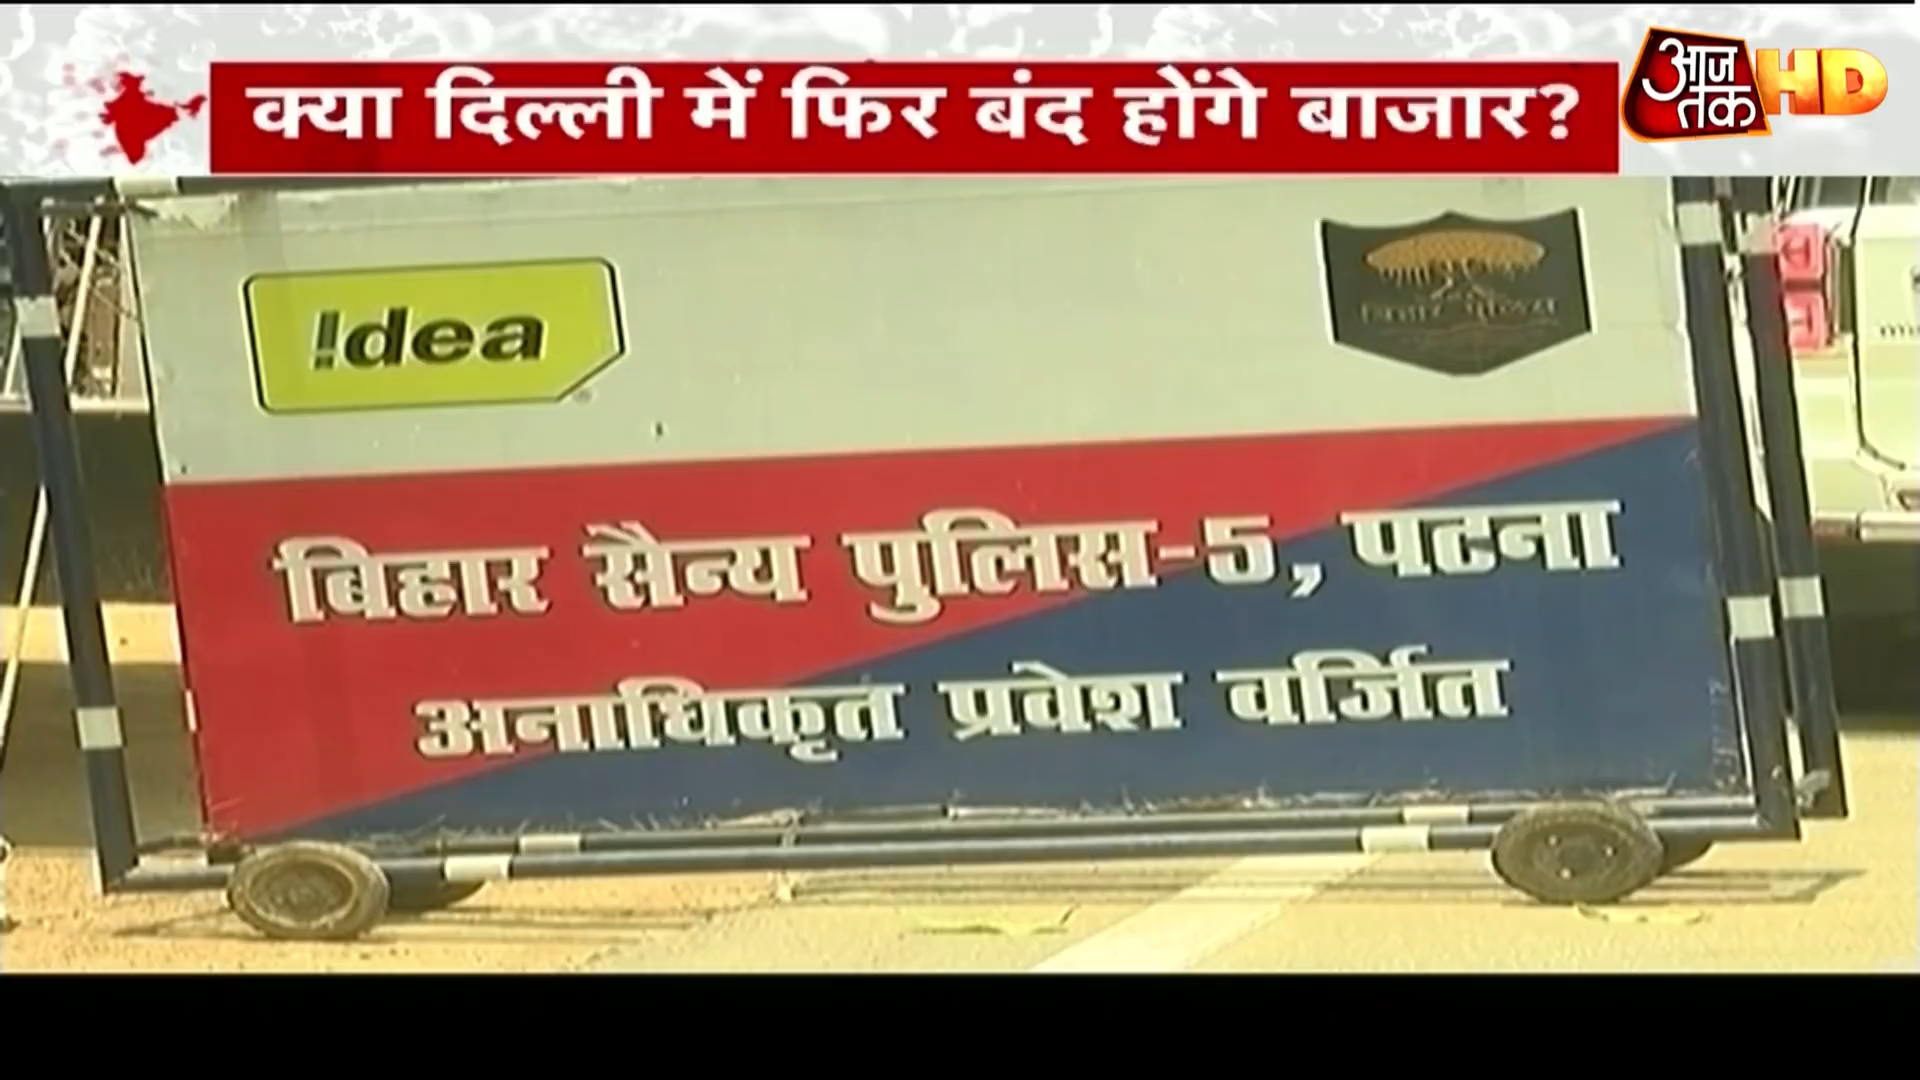 क्या दिल्ली में फिर बंद होंगे बाजार?
आज तक HD
!dea
बिहार पुलिस
बिहार सैन्य पुलिस-5, पटना
अनाधिकृत प्रवेश वर्जित